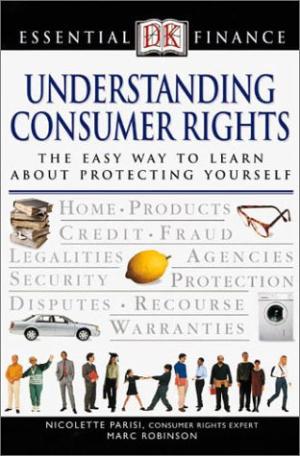 ESSENTIAL DK FINANCE
UNDERSTANDING
CONSUMER RIGHTS
THE EASY WAY TO LEARN
ABOUT PROTECTING YOURSELF
HOME • PRODUCTS
CREDIT • FRAUD
LEGALITIES AGENCIES
SECURITY PROTECTION
DISPUTES • RECOURSE
WARRANTIES
NICOLETTE PARISI, CONSUMER RIGHTS EXPERT
MARC ROBINSON